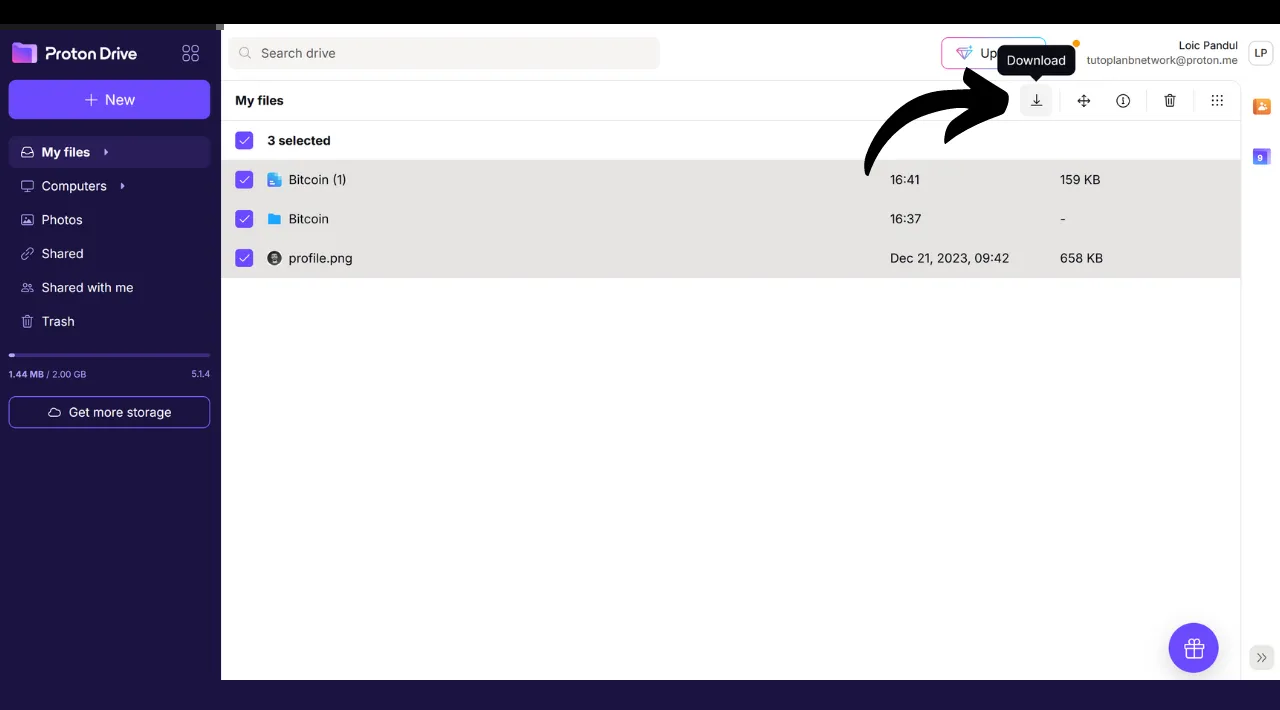 Proton Drive
New
My files
Computers
Photos
Shared
Shared with me
Trash
1.44 MB / 2.00 GB
5.1.4
Get more storage
Search drive
Up
Download
Loic Pandul
tutoplanbnetwork@proton.me
LP
My files
3 selected
Bitcoin (1) 16:41 159 KB
Bitcoin 16:37 -
profile.png Dec 21, 2023, 09:42 658 KB
9